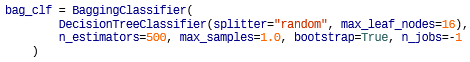 bag_clf = BaggingClassifier(
        DecisionTreeClassifier(splitter="random", max_leaf_nodes=16),
        n_estimators=500, max_samples=1.0, bootstrap=True, n_jobs=-1
    )